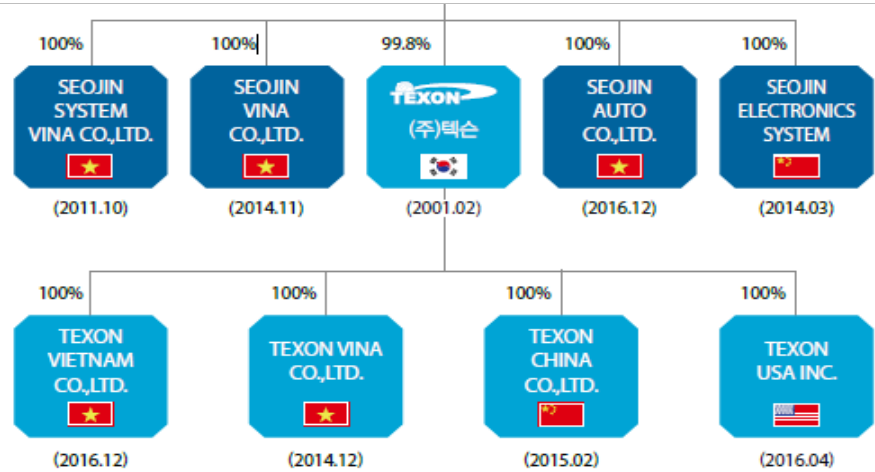 100%
100%
99.8%
100%
100%
SEOJIN
SYSTEM
VINA CO.,LTD.
SEOJIN
VINA
CO.,LTD.
TEXON
(주)텍슨
SEOJIN
AUTO
CO.,LTD.
SEOJIN
ELECTRONICS
SYSTEM
(2011.10)
(2014.11)
(2001.02)
(2016.12)
(2014.03)
100%
100%
100%
100%
TEXON
VIETNAM
CO.,LTD.
TEXON VINA
CO.,LTD.
TEXON
CHINA
CO.,LTD.
TEXON
USA INC.
(2016.12)
(2014.12)
(2015.02)
(2016.04)